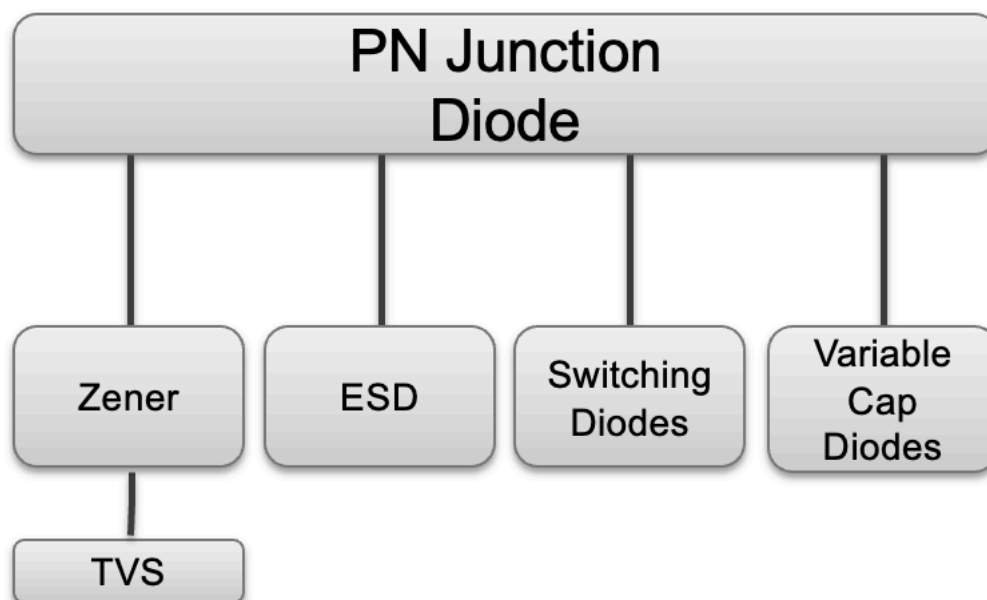 PN Junction
Diode
Zener
ESD
Switching
Diodes
Variable
Cap
Diodes
TVS